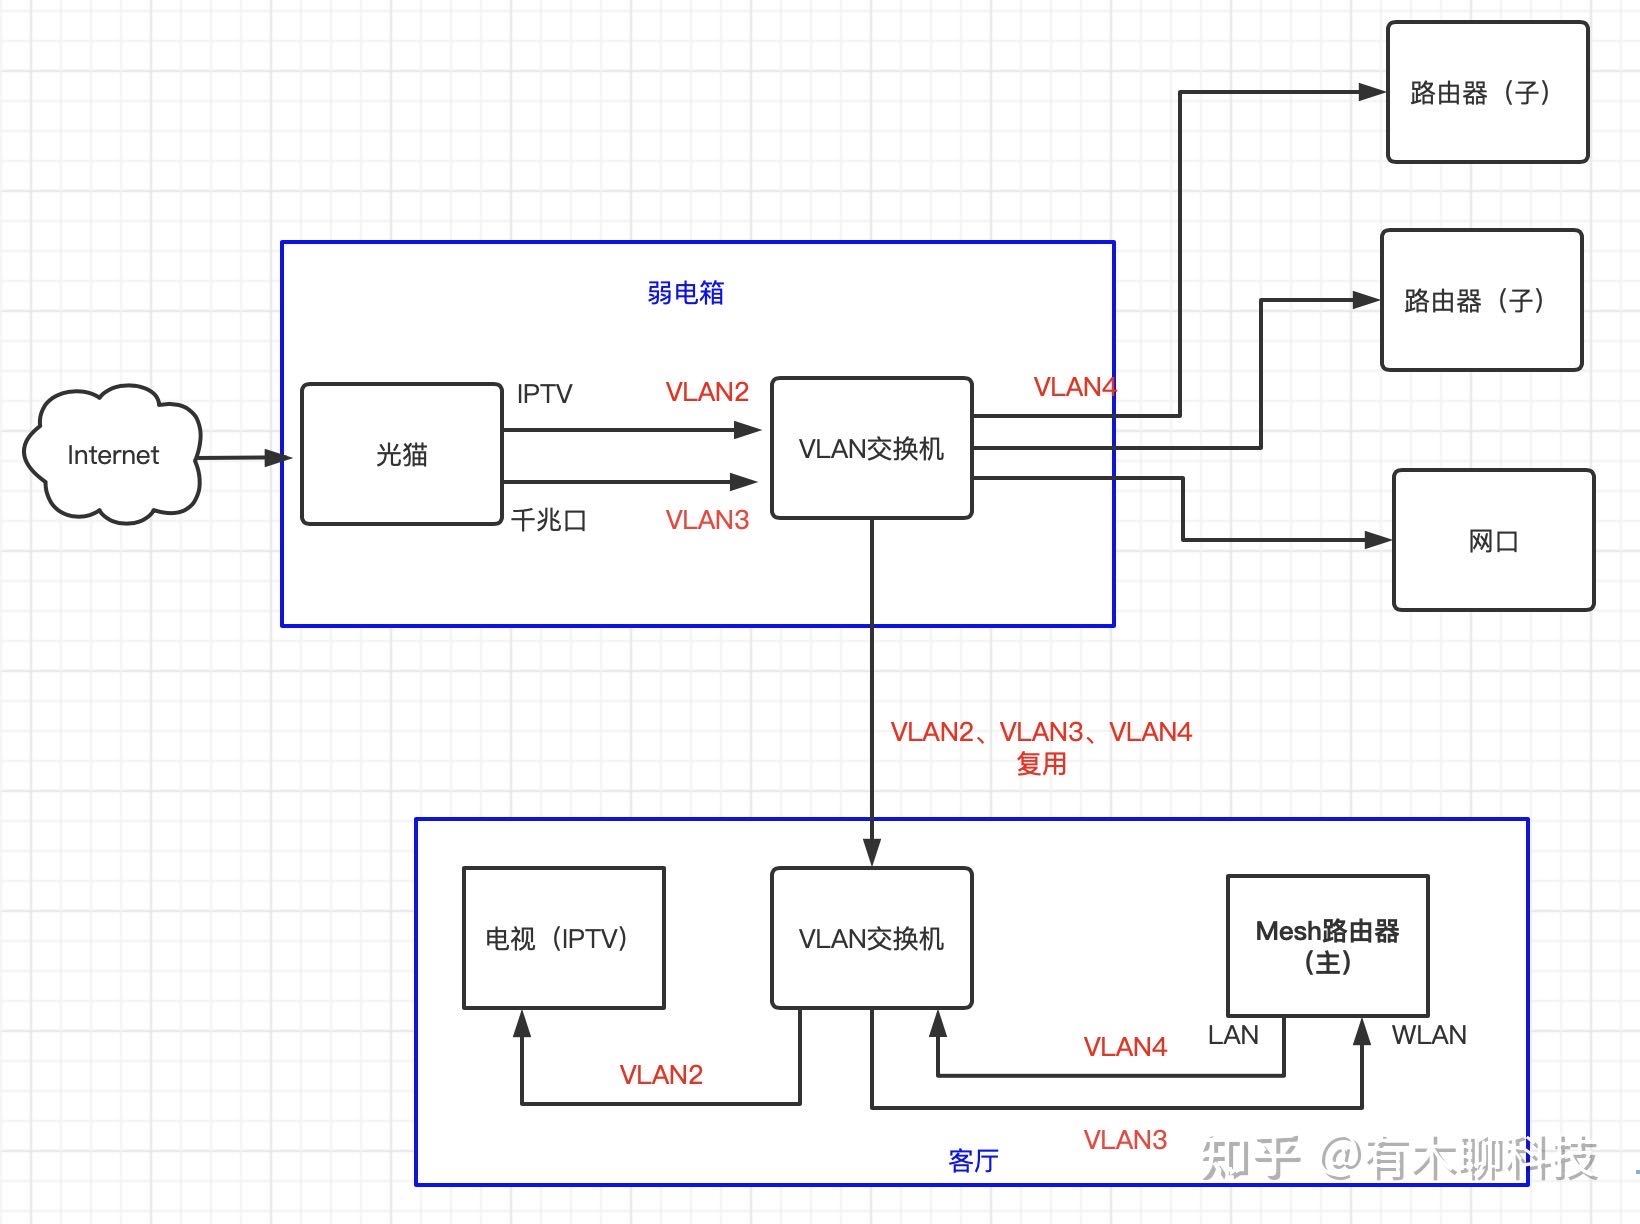 路由器（子）
路由器（子）
弱电箱
Internet
光猫
IPTV
VLAN2
千兆口
VLAN3
VLAN交换机
VLAN4
网口
VLAN2、VLAN3、VLAN4
复用
电视（IPTV）
VLAN交换机
Mesh路由器
（主）
LAN
WLAN
VLAN4
VLAN2
VLAN3
客厅
知乎 @有木聊科技